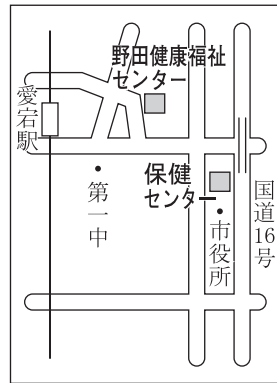 野田健康福祉
センター
愛宕駅
保健
センター
第一中
市役所
国道16号